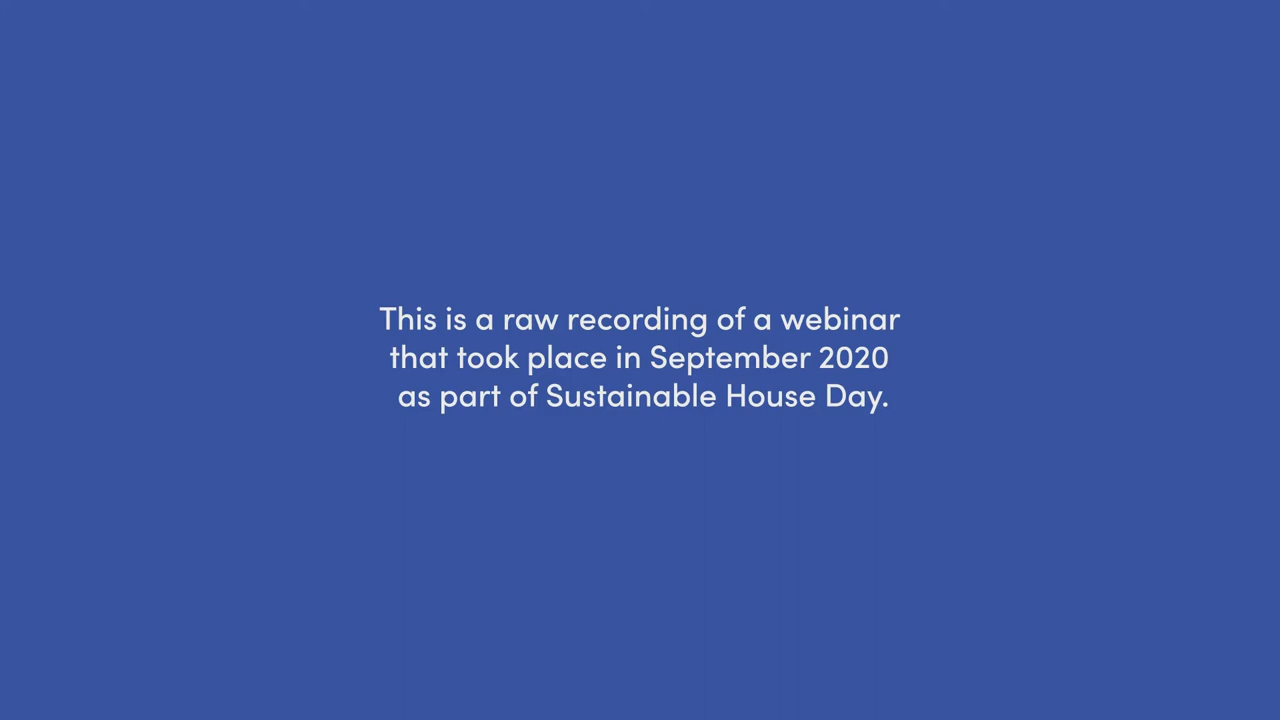 This is a raw recording of a webinar
that took place in September 2020
as part of Sustainable House Day.